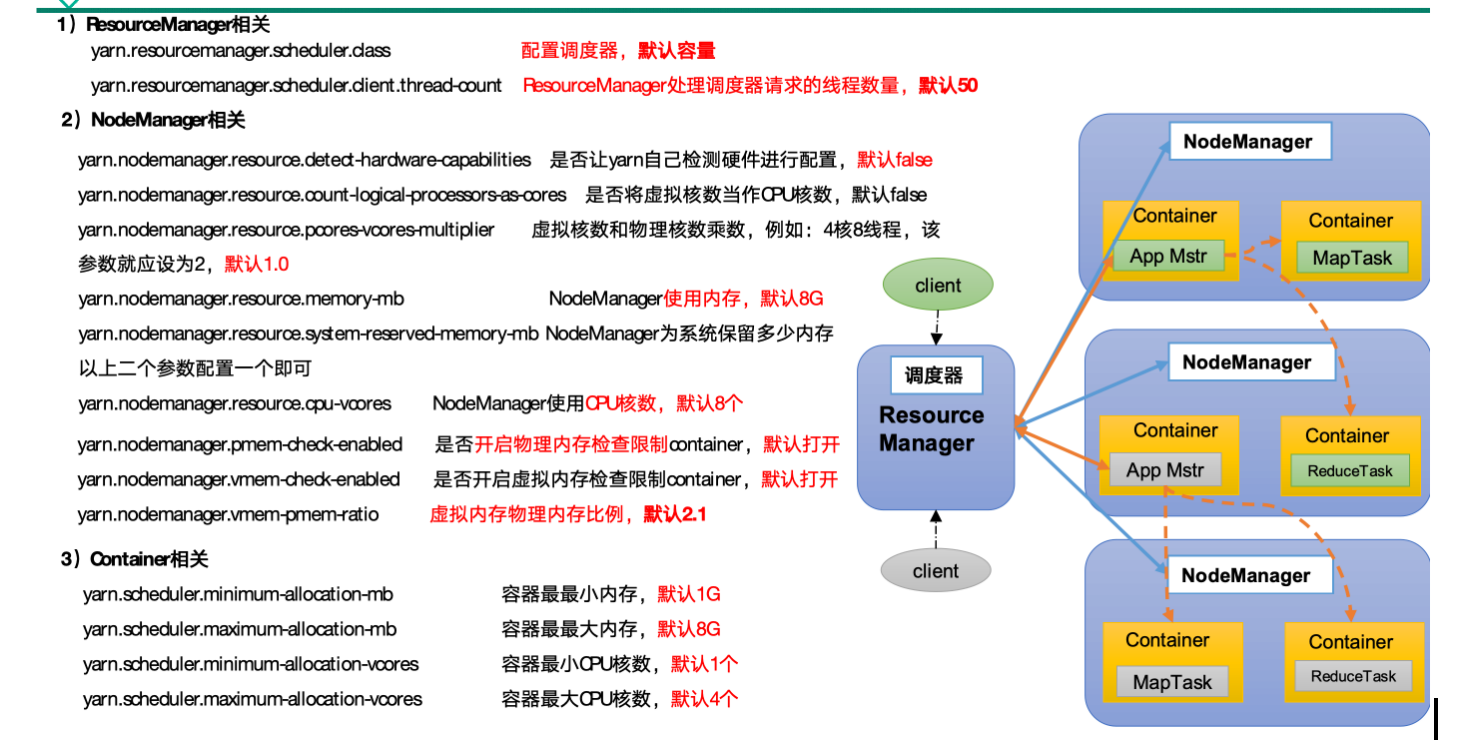 1）ResourceManager相关
yarn.resourcemanager.scheduler.class 配置调度器，默认容量
yarn.resourcemanager.scheduler.client.thread-count ResourceManager处理调度器请求的线程数量，默认50
2）NodeManager相关
yarn.nodemanager.resource.detect-hardware-capabilities 是否让yarn自己检测硬件进行配置，默认false
yarn.nodemanager.resource.count-logical-processors-as-cores 是否将虚拟核数当作CPU核数，默认false
yarn.nodemanager.resource.pcores-vcores-multiplier 虚拟核数和物理核数乘数，例如：4核8线程，该
参数就应设为2，默认1.0
yarn.nodemanager.resource.memory-mb NodeManager使用内存，默认8G
yarn.nodemanager.resource.system-reserved-memory-mb NodeManager为系统保留多少内存
以上二个参数配置一个即可
yarn.nodemanager.resource.cpu-vcores NodeManager使用CPU核数，默认8个
yarn.nodemanager.pmem-check-enabled 是否开启物理内存检查限制container，默认打开
yarn.nodemanager.vmem-check-enabled 是否开启虚拟内存检查限制container，默认打开
yarn.nodemanager.vmem-pmem-ratio 虚拟内存物理内存比例，默认2.1
3）Container相关
yarn.scheduler.minimum-allocation-mb 容器最最小内存，默认1G
yarn.scheduler.maximum-allocation-mb 容器最最大内存，默认8G
yarn.scheduler.minimum-allocation-vcores 容器最小CPU核数，默认1个
yarn.scheduler.maximum-allocation-vcores 容器最大CPU核数，默认4个
client
调度器
Resource
Manager
client
NodeManager
Container
App Mstr
Container
MapTask
NodeManager
Container
App Mstr
Container
ReduceTask
NodeManager
Container
MapTask
Container
ReduceTask